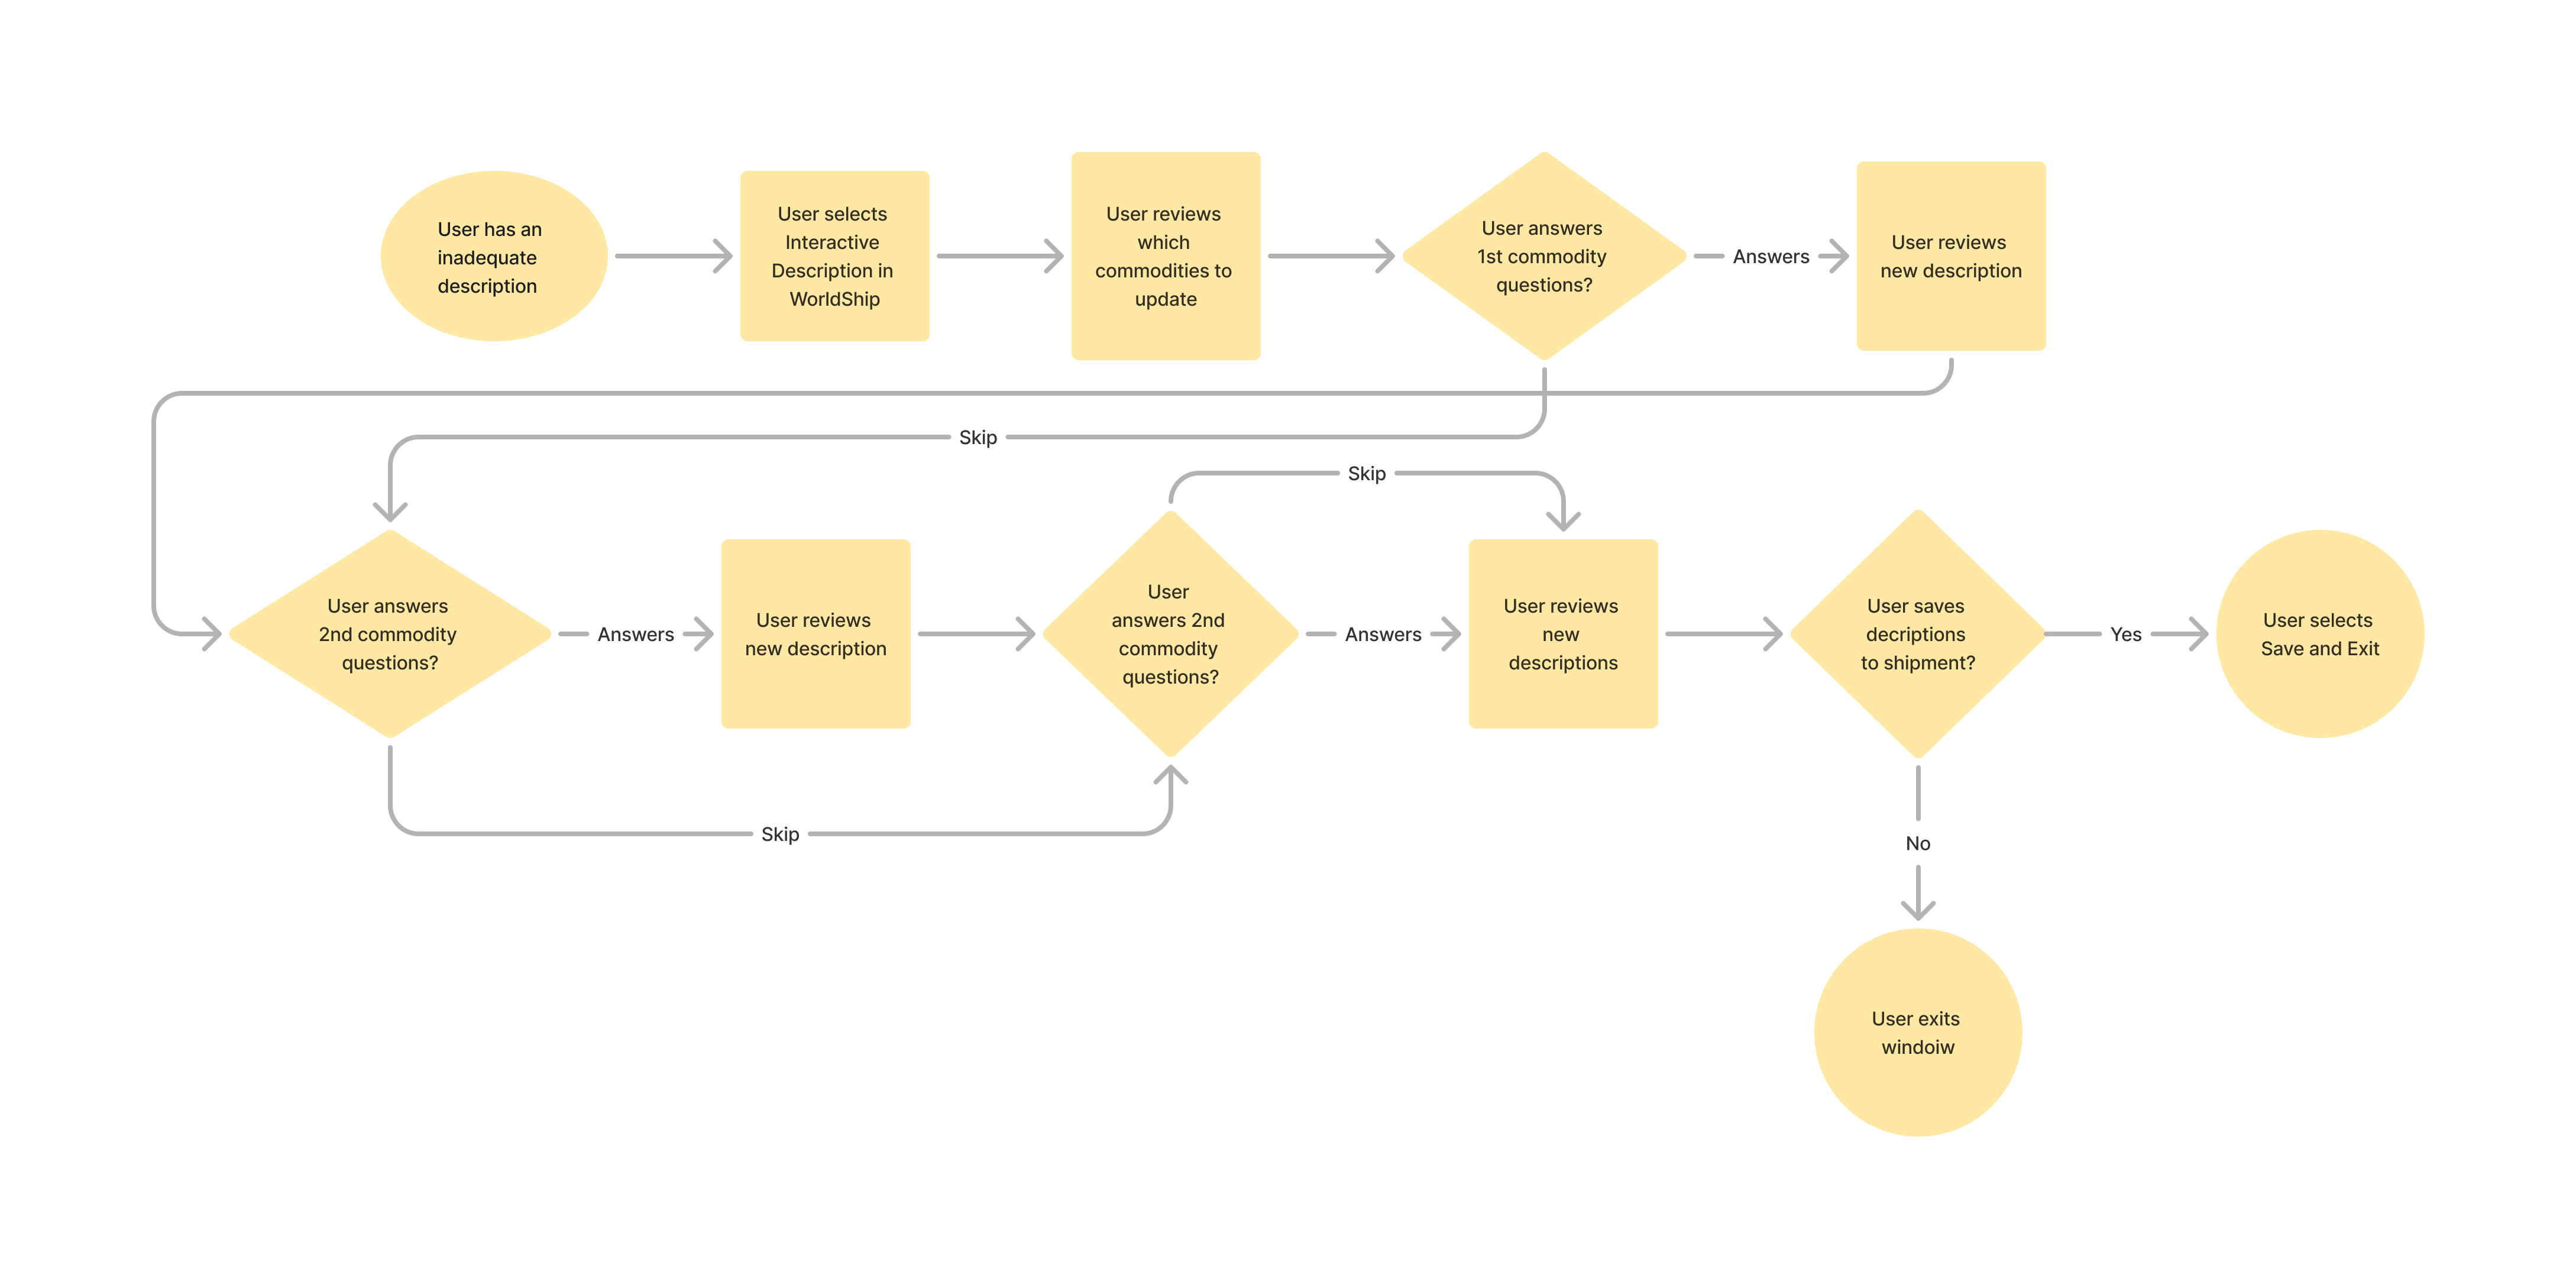 User has an
inadequate
description
User selects
Interactive
Description in
WorldShip
User reviews
which
commodities to
update
User answers
1st commodity
questions?
Answers
User reviews
new description
Skip
Skip
User answers
2nd commodity
questions?
Answers
User reviews
new description
User
answers 2nd
commodity
questions?
Answers
User reviews
new
descriptions
User saves
decriptions
to shipment?
Yes
User selects
Save and Exit
Skip
No
User exits
windoiw